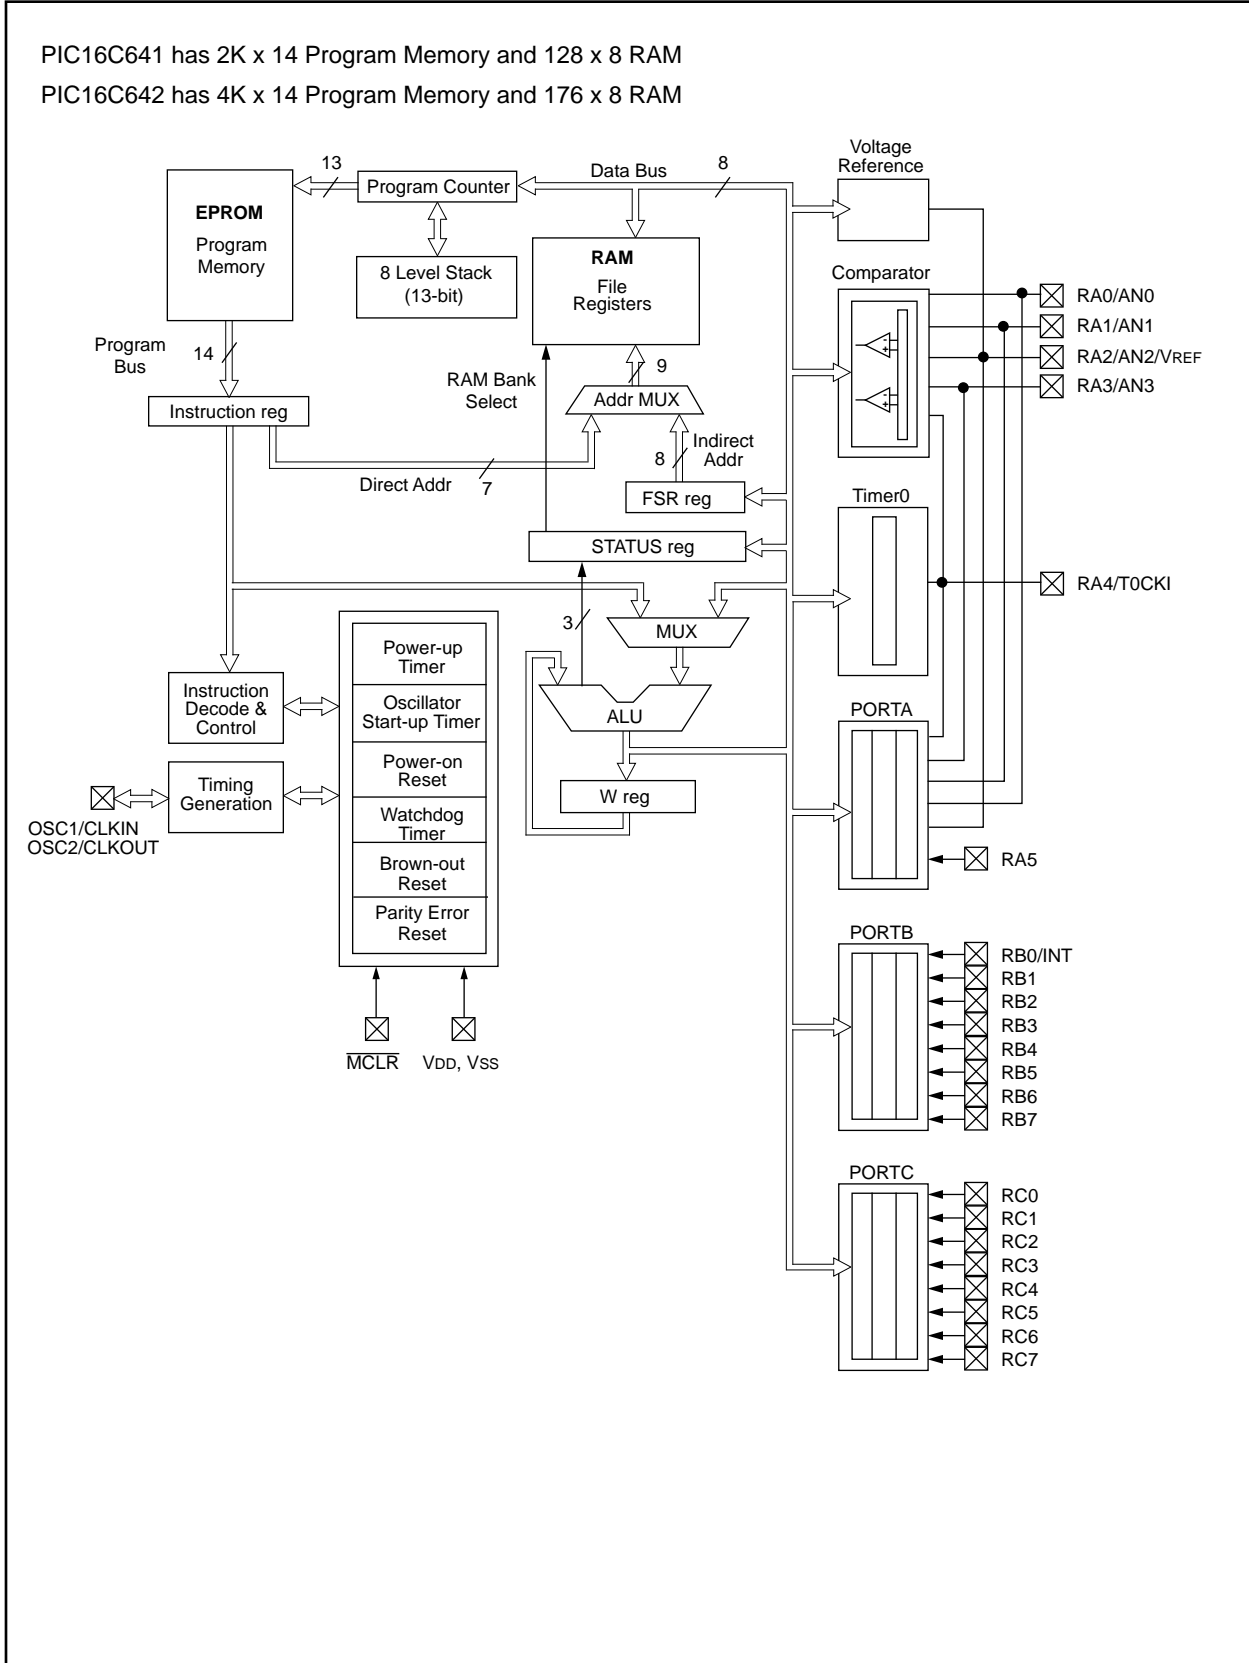 PIC16C641 has 2K x 14 Program Memory and 128 x 8 RAM
PIC16C642 has 4K x 14 Program Memory and 176 x 8 RAM
13
Program Counter
Data Bus
8
Voltage
Reference
EPROM
Program
Memory
8 Level Stack
(13-bit)
RAM
File
Registers
Comparator
- +
- +
RA0/AN0
RA1/AN1
RA2/AN2/VREF
RA3/AN3
Program
Bus
14
RAM Bank
Select
9
Addr MUX
Instruction reg
Direct Addr
7
8
Indirect
Addr
FSR reg
STATUS reg
Timer0
RA4/T0CKI
3
MUX
ALU
W reg
Power-up
Timer
Oscillator
Start-up Timer
Power-on
Reset
Watchdog
Timer
Brown-out
Reset
Parity Error
Reset
Instruction
Decode &
Control
Timing
Generation
OSC1/CLKIN
OSC2/CLKOUT
MCLR
VDD, VSS
PORTA
RA5
PORTB
RB0/INT
RB1
RB2
RB3
RB4
RB5
RB6
RB7
PORTC
RC0
RC1
RC2
RC3
RC4
RC5
RC6
RC7